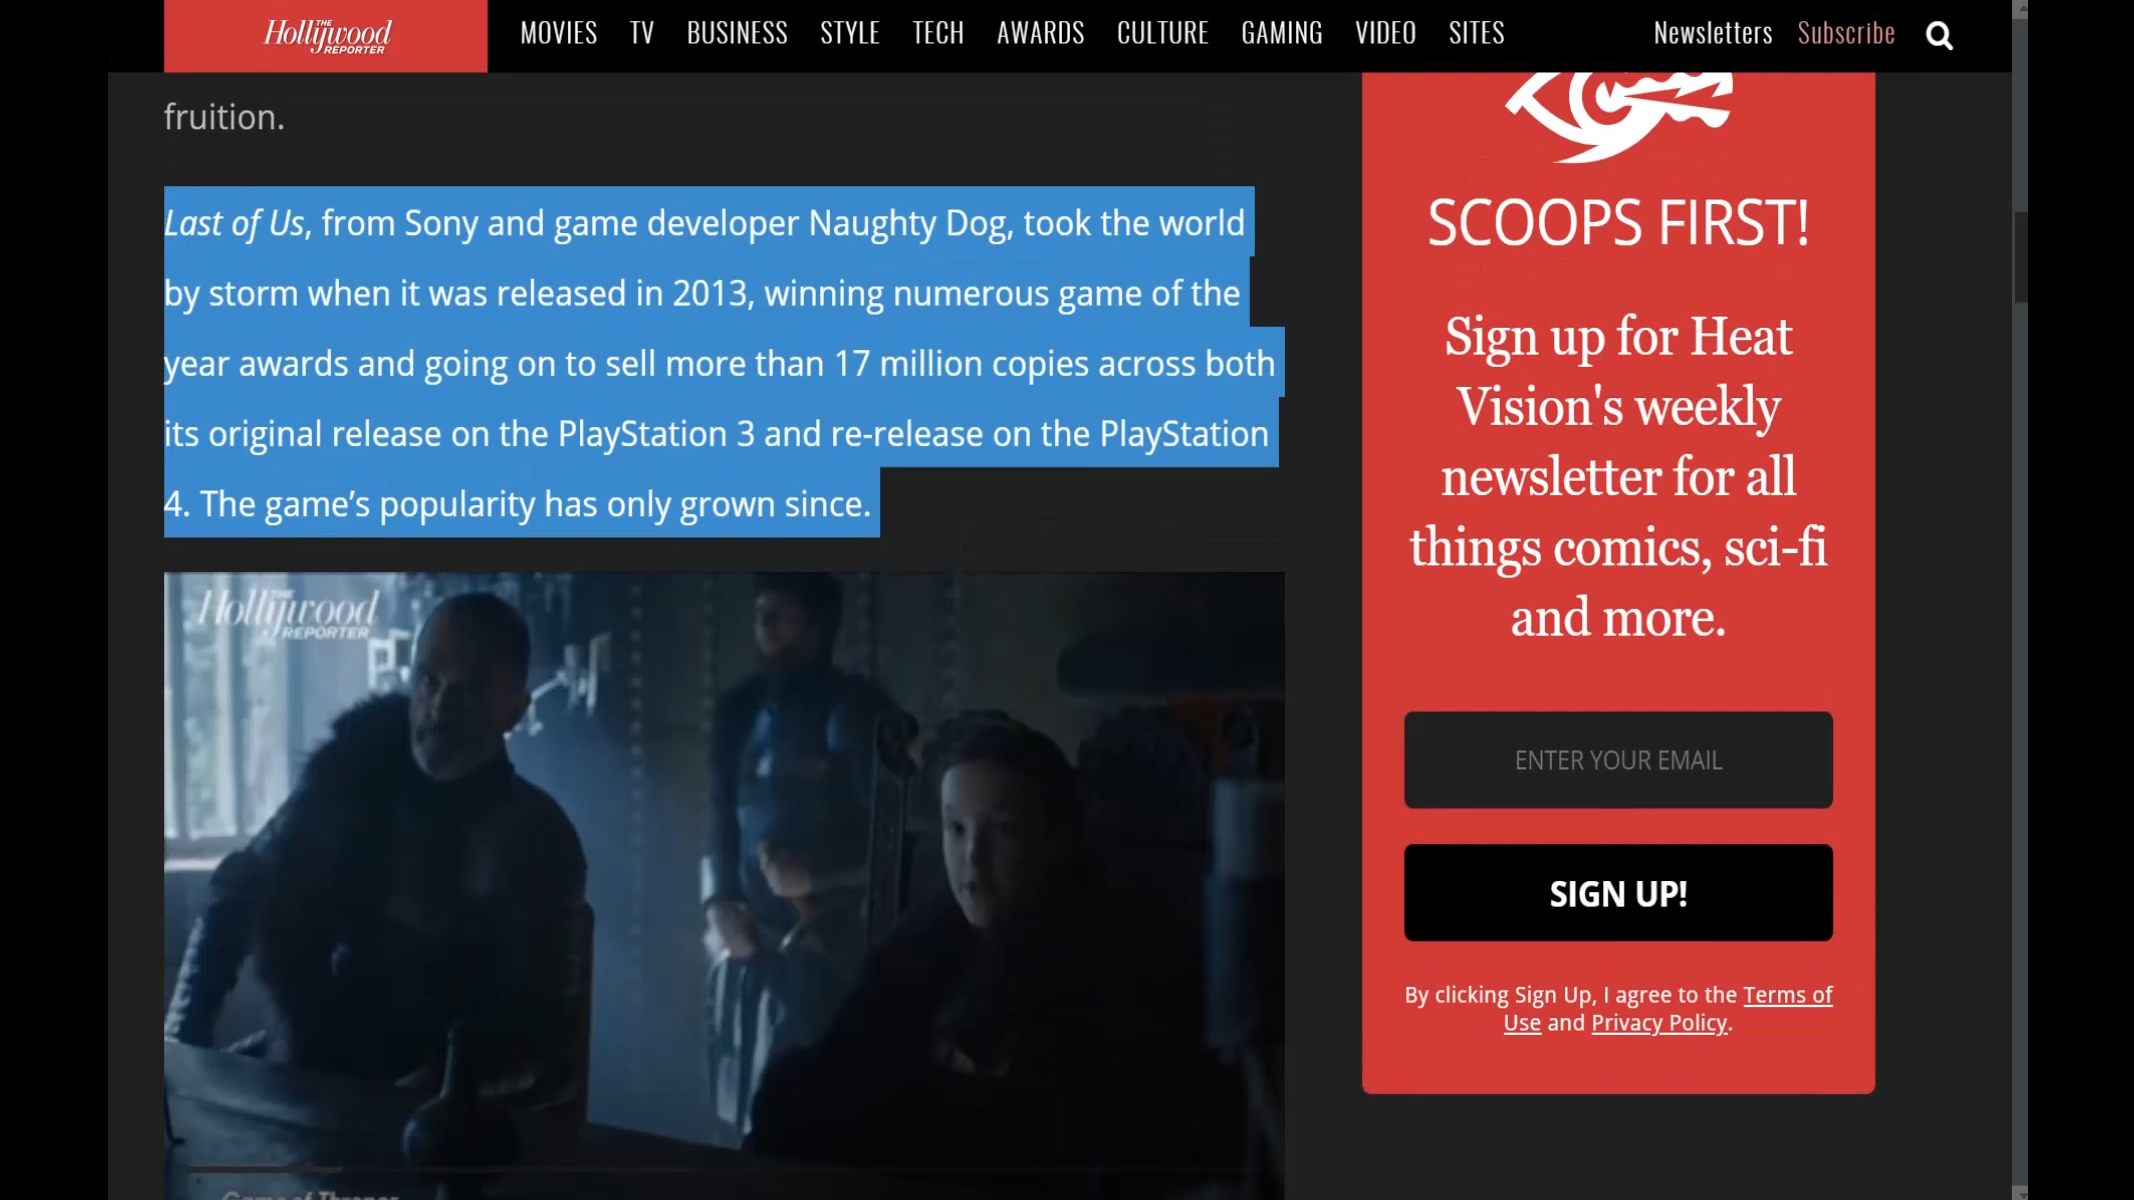 THE
Hollywood
REPORTER
MOVIES TV BUSINESS STYLE TECH AWARDS CULTURE GAMING VIDEO SITES
Newsletters Subscribe
fruition.
Last of Us, from Sony and game developer Naughty Dog, took the world
by storm when it was released in 2013, winning numerous game of the
year awards and going on to sell more than 17 million copies across both
its original release on the PlayStation 3 and re-release on the PlayStation
4. The game’s popularity has only grown since.
THE
Hollywood
REPORTER
Game of Thrones
SCOOPS FIRST!
Sign up for Heat
Vision's weekly
newsletter for all
things comics, sci-fi
and more.
ENTER YOUR EMAIL
SIGN UP!
By clicking Sign Up, I agree to the Terms of
Use and Privacy Policy.